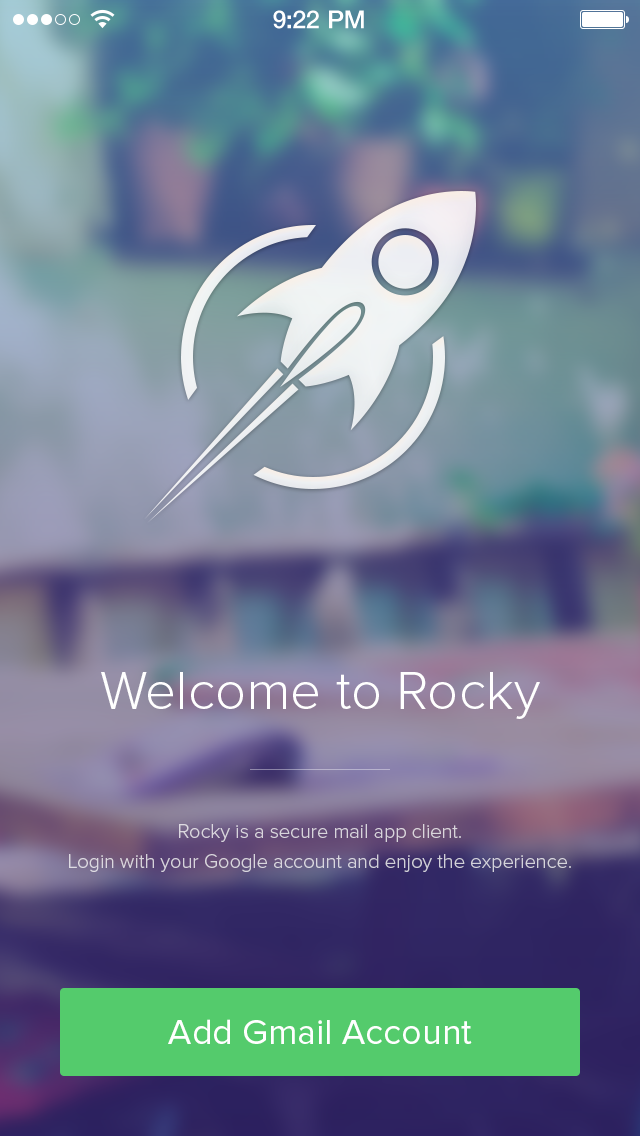 9:22 PM
Welcome to Rocky
Rocky is a secure mail app client.
Login with your Google account and enjoy the experience.
Add Gmail Account